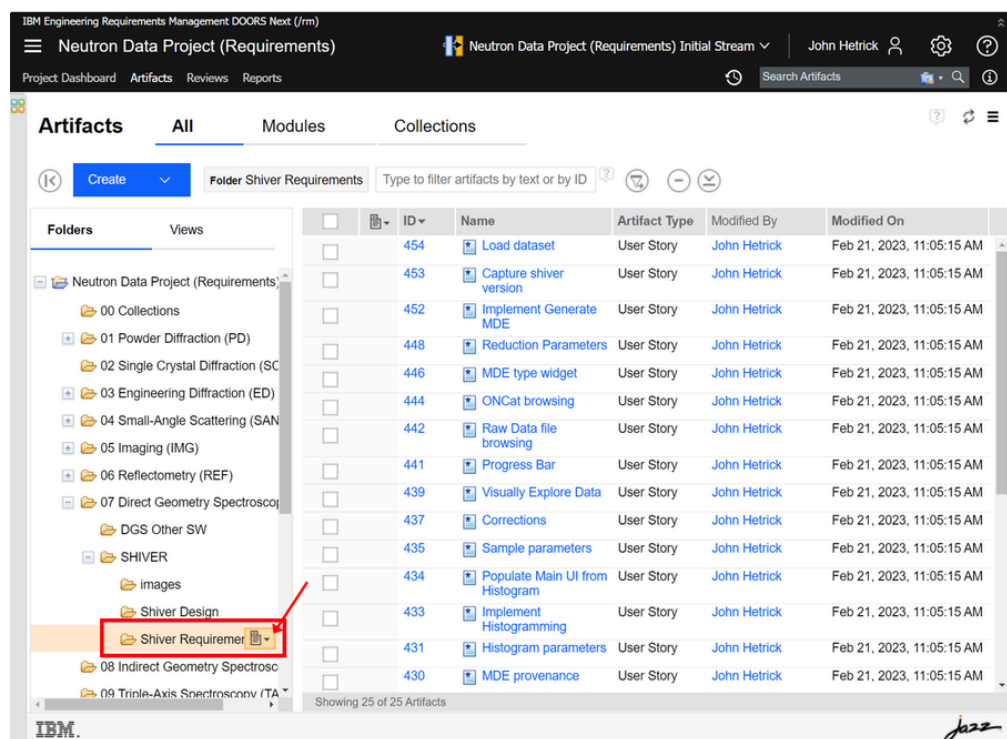 IBM Engineering Requirements Management DOORS Next (/rm)
Neutron Data Project (Requirements)
Neutron Data Project (Requirements) Initial Stream
John Hetrick
Project Dashboard Artifacts Reviews Reports
Search Artifacts
Artifacts All Modules Collections
Create
Folder Shiver Requirements
Type to filter artifacts by text or by ID
Folders Views
Neutron Data Project (Requirements)
00 Collections
01 Powder Diffraction (PD)
02 Single Crystal Diffraction (SC
03 Engineering Diffraction (ED)
04 Small-Angle Scattering (SAN
05 Imaging (IMG)
06 Reflectometry (REF)
07 Direct Geometry Spectroscop
DGS Other SW
SHIVER
images
Shiver Design
Shiver Requiremen
08 Indirect Geometry Spectrosc
09 Triple-Axis Spectroscopy (TA
ID Name Artifact Type Modified By Modified On
454 Load dataset User Story John Hetrick Feb 21, 2023, 11:05:15 AM
453 Capture shiver User Story John Hetrick Feb 21, 2023, 11:05:15 AM
version
452 Implement Generate User Story John Hetrick Feb 21, 2023, 11:05:15 AM
MDE
448 Reduction Parameters User Story John Hetrick Feb 21, 2023, 11:05:15 AM
446 MDE type widget User Story John Hetrick Feb 21, 2023, 11:05:15 AM
444 ONCat browsing User Story John Hetrick Feb 21, 2023, 11:05:15 AM
442 Raw Data file User Story John Hetrick Feb 21, 2023, 11:05:15 AM
browsing
441 Progress Bar User Story John Hetrick Feb 21, 2023, 11:05:15 AM
439 Visually Explore Data User Story John Hetrick Feb 21, 2023, 11:05:15 AM
437 Corrections User Story John Hetrick Feb 21, 2023, 11:05:15 AM
435 Sample parameters User Story John Hetrick Feb 21, 2023, 11:05:15 AM
434 Populate Main UI from User Story John Hetrick Feb 21, 2023, 11:05:15 AM
Histogram
433 Implement User Story John Hetrick Feb 21, 2023, 11:05:15 AM
Histogramming
431 Histogram parameters User Story John Hetrick Feb 21, 2023, 11:05:15 AM
430 MDE provenance User Story John Hetrick Feb 21, 2023, 11:05:15 AM
Showing 25 of 25 Artifacts
IBM.
jazz